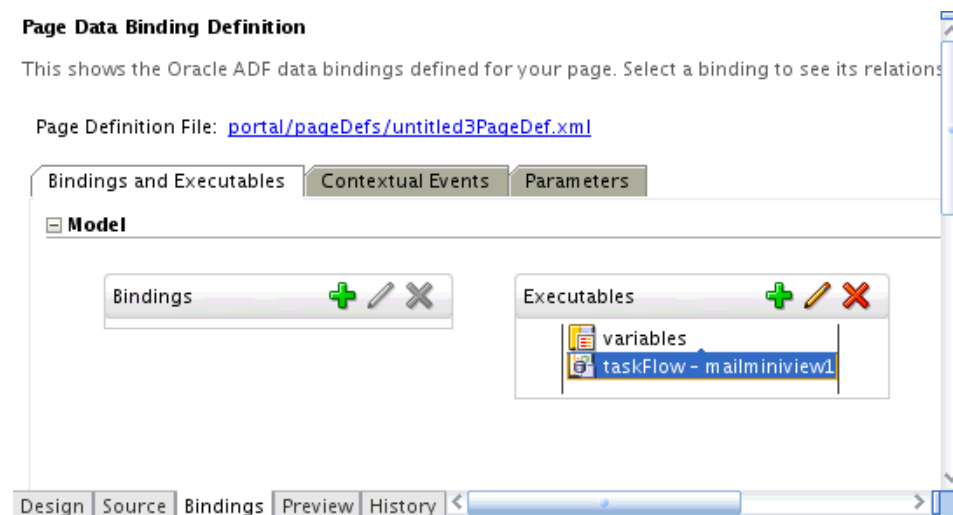 Page Data Binding Definition
This shows the Oracle ADF data bindings defined for your page. Select a binding to see its relations
Page Definition File: portal/pageDefs/untitled3PageDef.xml
Bindings and Executables Contextual Events Parameters
Model
Bindings Executables
variables
taskFlow - mailminiview1
Design Source Bindings Preview History